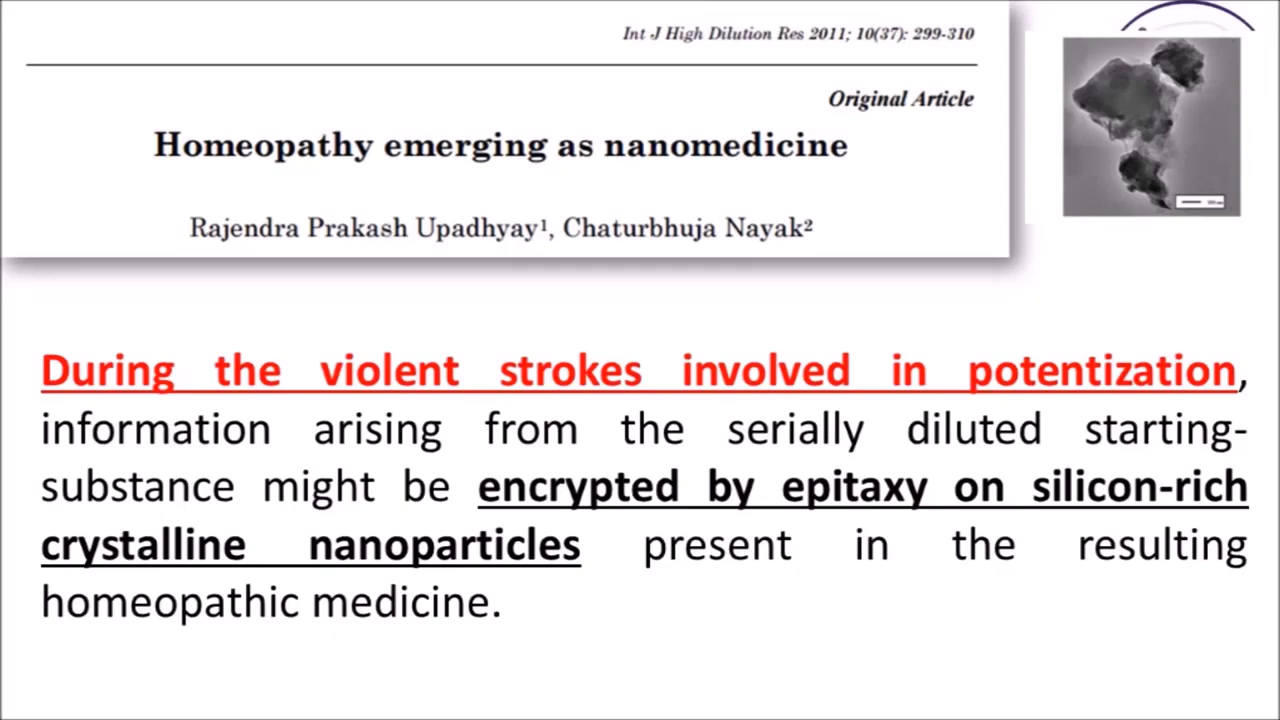 Int J High Dilution Res 2011; 10(37): 299-310
Original Article
Homeopathy emerging as nanomedicine
Rajendra Prakash Upadhyay¹, Chaturbhuja Nayak²
During the violent strokes involved in potentization,
information arising from the serially diluted starting-
substance might be encrypted by epitaxy on silicon-rich
crystalline nanoparticles present in the resulting
homeopathic medicine.